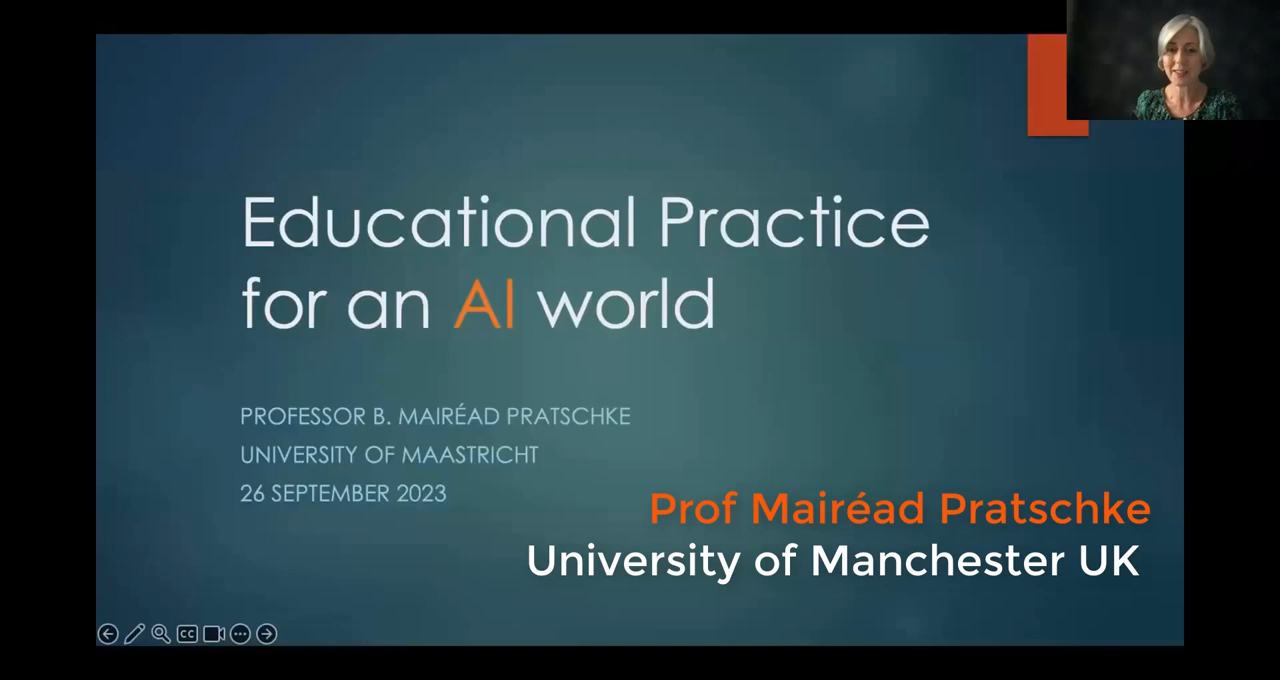 Educational Practice
for an AI world
PROFESSOR B. MAIRÉAD PRATSCHKE
UNIVERSITY OF MAASTRICHT
26 SEPTEMBER 2023
Prof Mairéad Pratschke
University of Manchester UK
CC